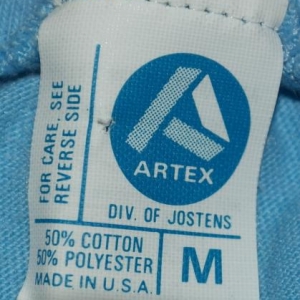 FOR CARE, SEE
REVERSE SIDE
ARTEX
DIV. OF JOSTENS
50% COTTON
50% POLYESTER
MADE IN U.S.A.
M